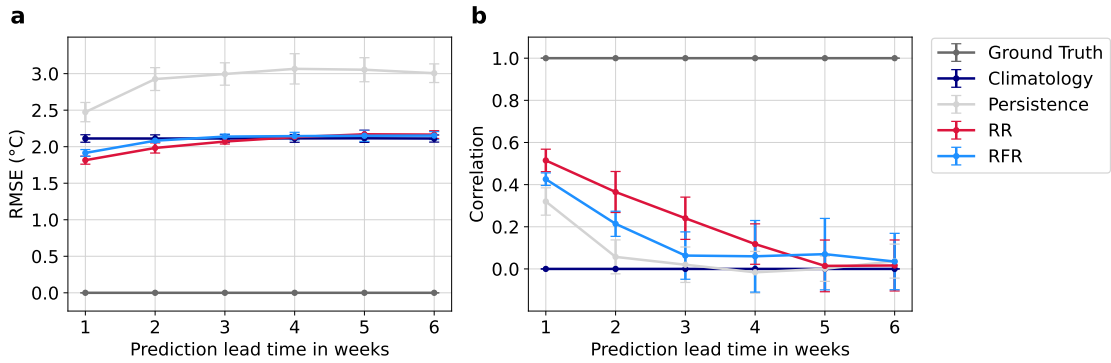 a
RMSE (°C)
3.0
2.5
2.0
1.5
1.0
0.5
0.0
1 2 3 4 5 6
Prediction lead time in weeks
b
Correlation
1.0
0.8
0.6
0.4
0.2
0.0
1 2 3 4 5 6
Prediction lead time in weeks
Ground Truth
Climatology
Persistence
RR
RFR